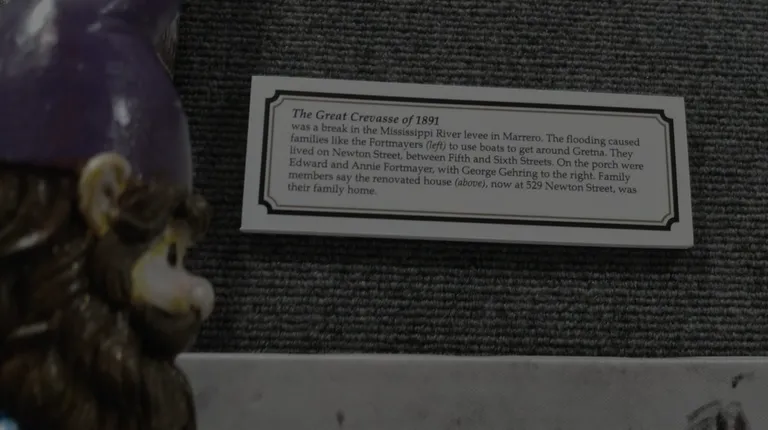 The Great Crevasse of 1891
was a break in the Mississippi River levee in Marrero. The flooding caused
families like the Fortmayers (left) to use boats to get around Gretna. They
lived on Newton Street, between Fifth and Sixth Streets. On the porch were
Edward and Annie Fortmayer, with George Gehring to the right. Family
members say the renovated house (above), now at 529 Newton Street, was
their family home.